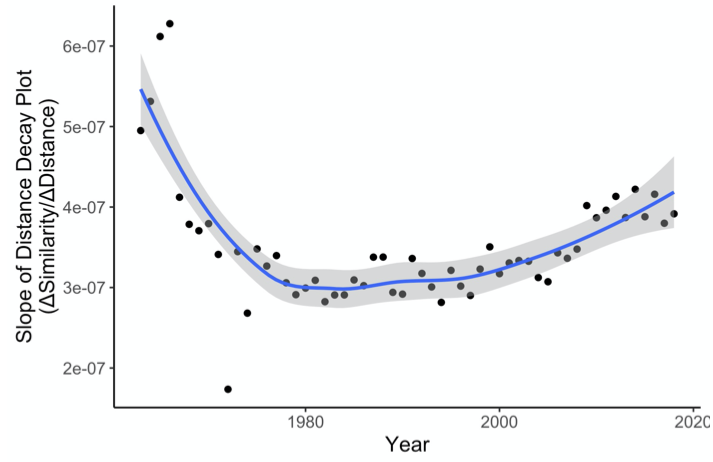 Slope of Distance Decay Plot
(ΔSimilarity/ΔDistance)
6e-07
5e-07
4e-07
3e-07
2e-07
1980
2000
2020
Year